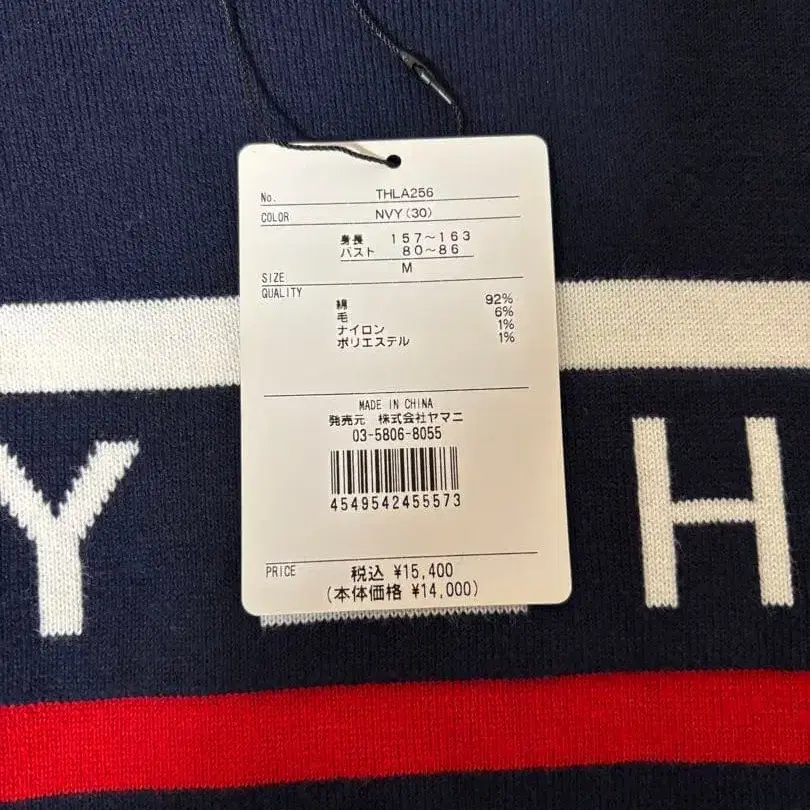 No. THLA256
COLOR NVY(30)
身長 157～163
バスト 80～86
SIZE M
QUALITY
綿 92%
毛 6%
ナイロン 1%
ポリエステル 1%
MADE IN CHINA
発売元 株式会社ヤマニ
03-5806-8055
4549542455573
PRICE 税込 ¥15,400
(本体価格 ¥14,000)
Y H